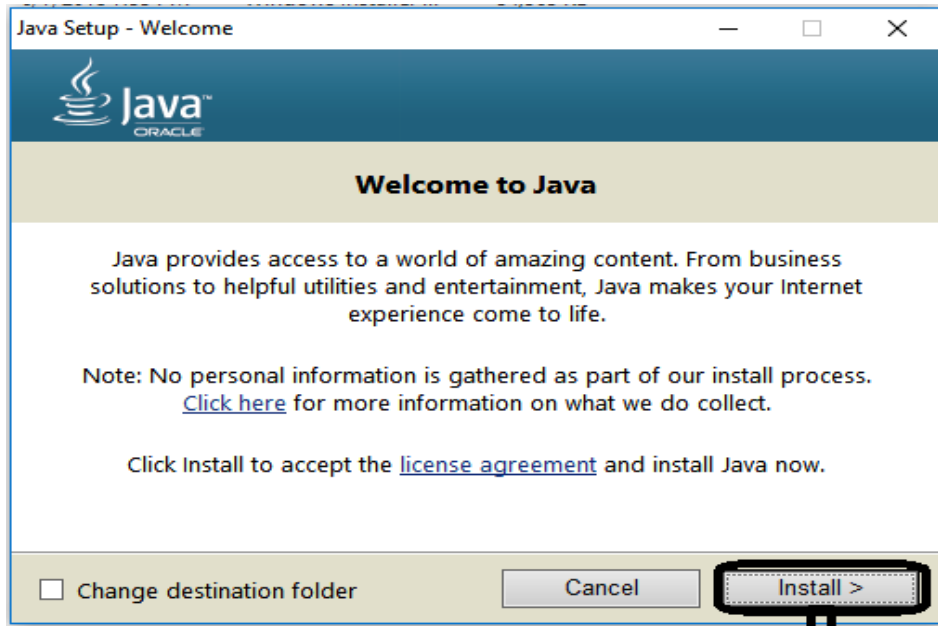 Java Setup - Welcome
Java™
ORACLE
Welcome to Java
Java provides access to a world of amazing content. From business
solutions to helpful utilities and entertainment, Java makes your Internet
experience come to life.
Note: No personal information is gathered as part of our install process.
Click here for more information on what we do collect.
Click Install to accept the license agreement and install Java now.
Change destination folder
Cancel
Install >